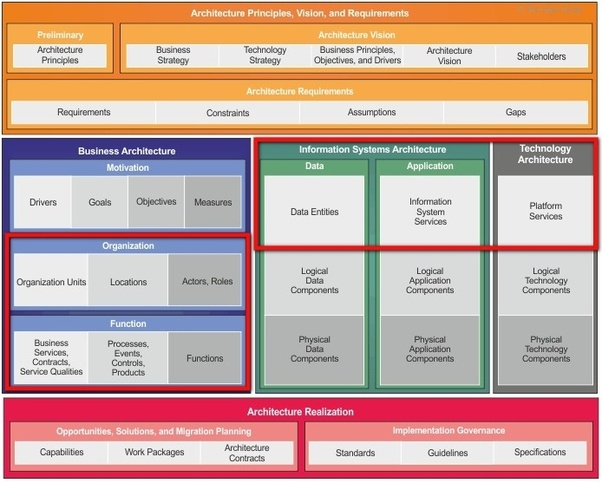 Architecture Principles, Vision, and Requirements
Preliminary
Architecture
Principles
Architecture Vision
Business
Strategy
Technology
Strategy
Business Principles,
Objectives, and Drivers
Architecture
Vision
Stakeholders
Architecture Requirements
Requirements
Constraints
Assumptions
Gaps
Business Architecture
Motivation
Drivers
Goals
Objectives
Measures
Organization
Organization Units
Locations
Actors, Roles
Function
Business
Services,
Contracts,
Service Qualities
Processes,
Events,
Controls,
Products
Functions
Information Systems Architecture
Data
Data Entities
Logical
Data
Components
Physical
Data
Components
Application
Information
System
Services
Logical
Application
Components
Physical
Application
Components
Technology
Architecture
Platform
Services
Logical
Technology
Components
Physical
Technology
Components
Architecture Realization
Opportunities, Solutions, and Migration Planning
Capabilities
Work Packages
Architecture
Contracts
Implementation Governance
Standards
Guidelines
Specifications